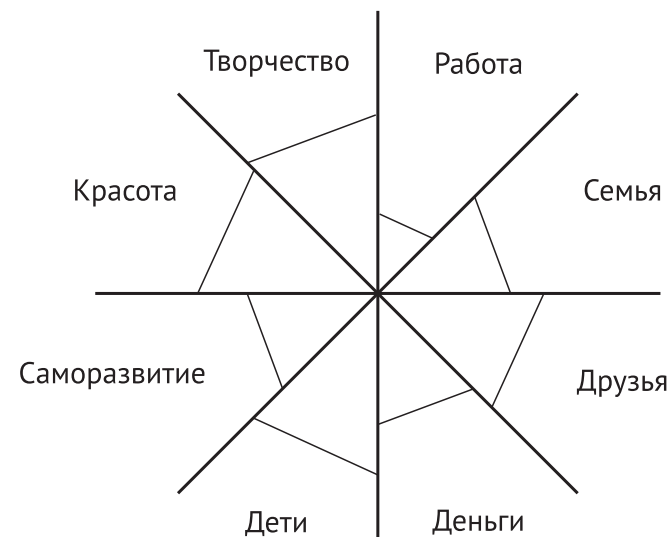 Творчество
Работа
Красота
Семья
Саморазвитие
Друзья
Дети
Деньги